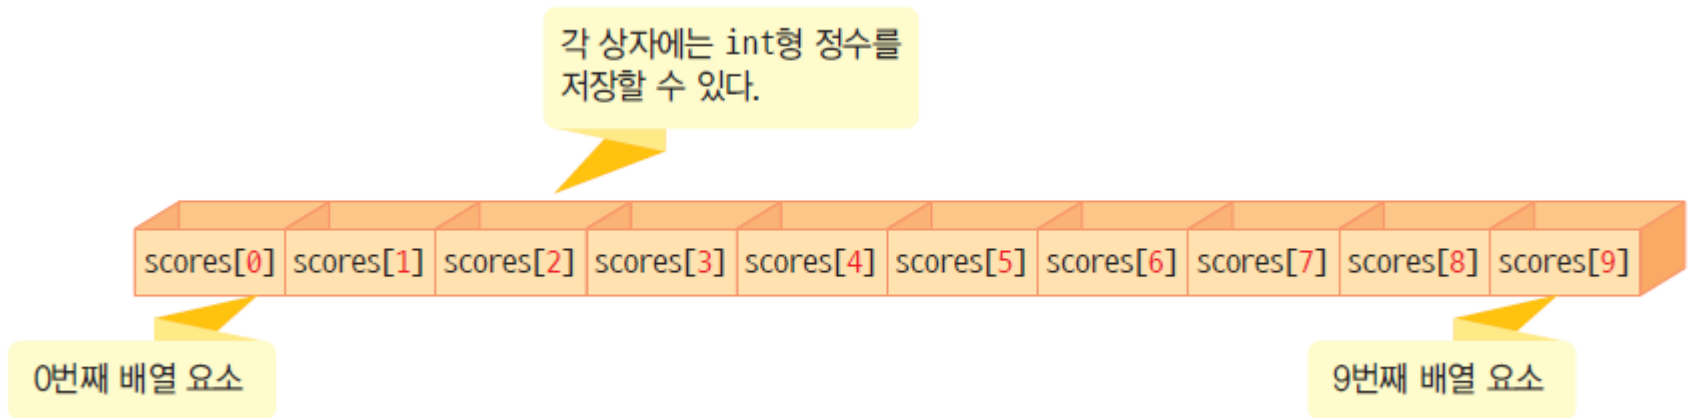 각 상자에는 int형 정수를
저장할 수 있다.
scores[0] scores[1] scores[2] scores[3] scores[4] scores[5] scores[6] scores[7] scores[8] scores[9]
0번째 배열 요소
9번째 배열 요소